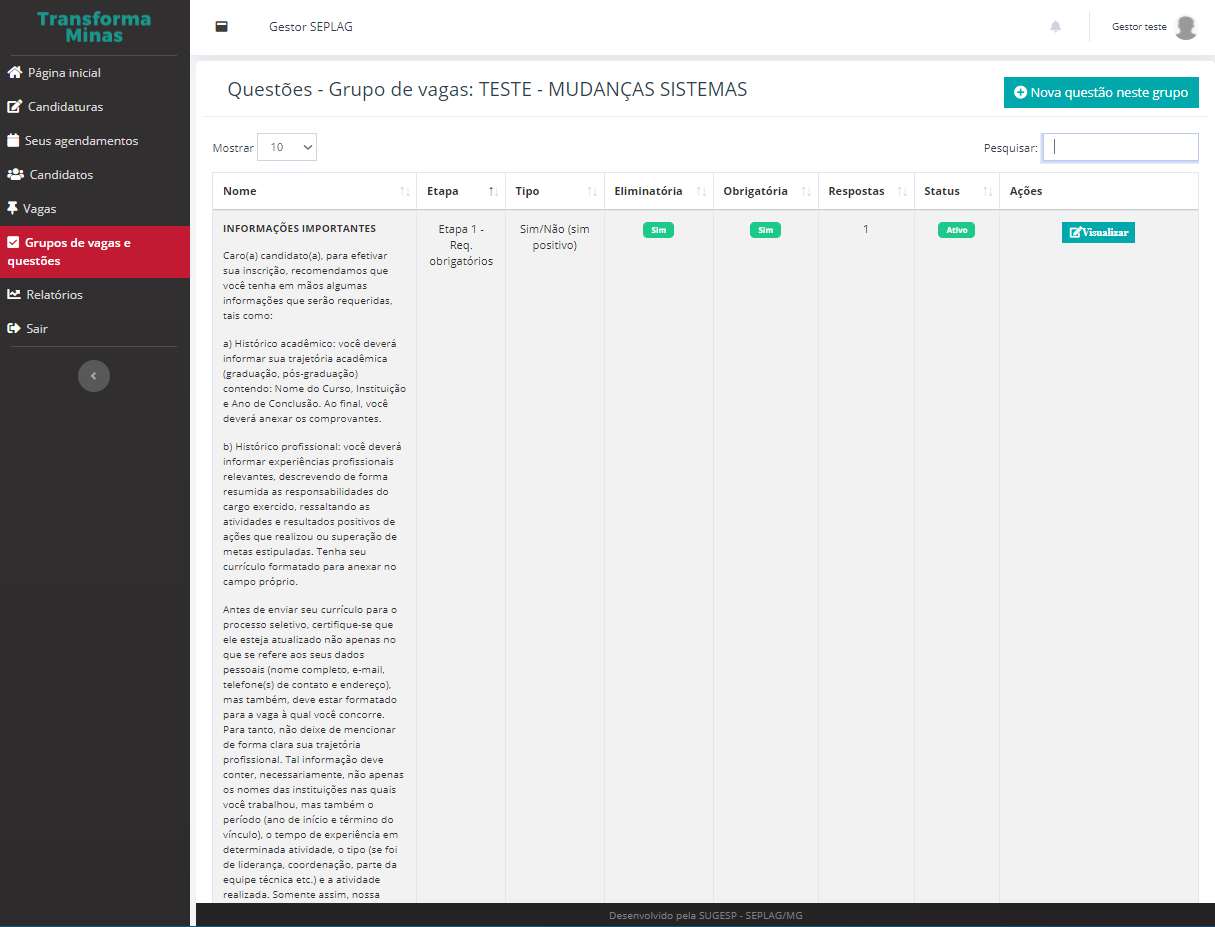 Transforma
Minas
Gestor SEPLAG
Gestor teste
Página inicial
Candidaturas
Seus agendamentos
Candidatos
Vagas
Grupos de vagas e
questões
Relatórios
Sair
Questões - Grupo de vagas: TESTE - MUDANÇAS SISTEMAS
Nova questão neste grupo
Mostrar 10
Pesquisar:
Nome Etapa Tipo Eliminatória Obrigatória Respostas Status Ações
INFORMAÇÕES IMPORTANTES
Caro(a) candidato(a), para efetivar
sua inscrição, recomendamos que
você tenha em mãos algumas
informações que serão requeridas,
tais como:
a) Histórico acadêmico: você deverá
informar sua trajetória acadêmica
(graduação, pós-graduação)
contendo: Nome do Curso, Instituição
e Ano de Conclusão. Ao final, você
deverá anexar os comprovantes.
b) Histórico profissional: você deverá
informar experiências profissionais
relevantes, descrevendo de forma
resumida as responsabilidades do
cargo exercido, ressaltando as
atividades e resultados positivos de
ações que realizou ou superação de
metas estipuladas. Tenha seu
currículo formatado para anexar no
campo próprio.
Antes de enviar seu currículo para o
processo seletivo, certifique-se que
ele esteja atualizado não apenas no
que se refere aos seus dados
pessoais (nome completo, e-mail,
telefone(s) de contato e endereço),
mas também, deve estar formatado
para a vaga à qual você concorre.
Para tanto, não deixe de mencionar
de forma clara sua trajetória
profissional. Tal informação deve
conter, necessariamente, não apenas
os nomes das instituições nas quais
você trabalhou, mas também o
período (ano de início e término do
vínculo), o tempo de experiência em
determinada atividade, o tipo (se foi
de liderança, coordenação, parte da
equipe técnica etc.) e a atividade
realizada. Somente assim, nossa
Etapa 1 -
Req.
obrigatórios
Sim/Não (sim
positivo)
Sim
Sim
1
Ativo
Visualizar
Desenvolvido pela SUGESP - SEPLAG/MG